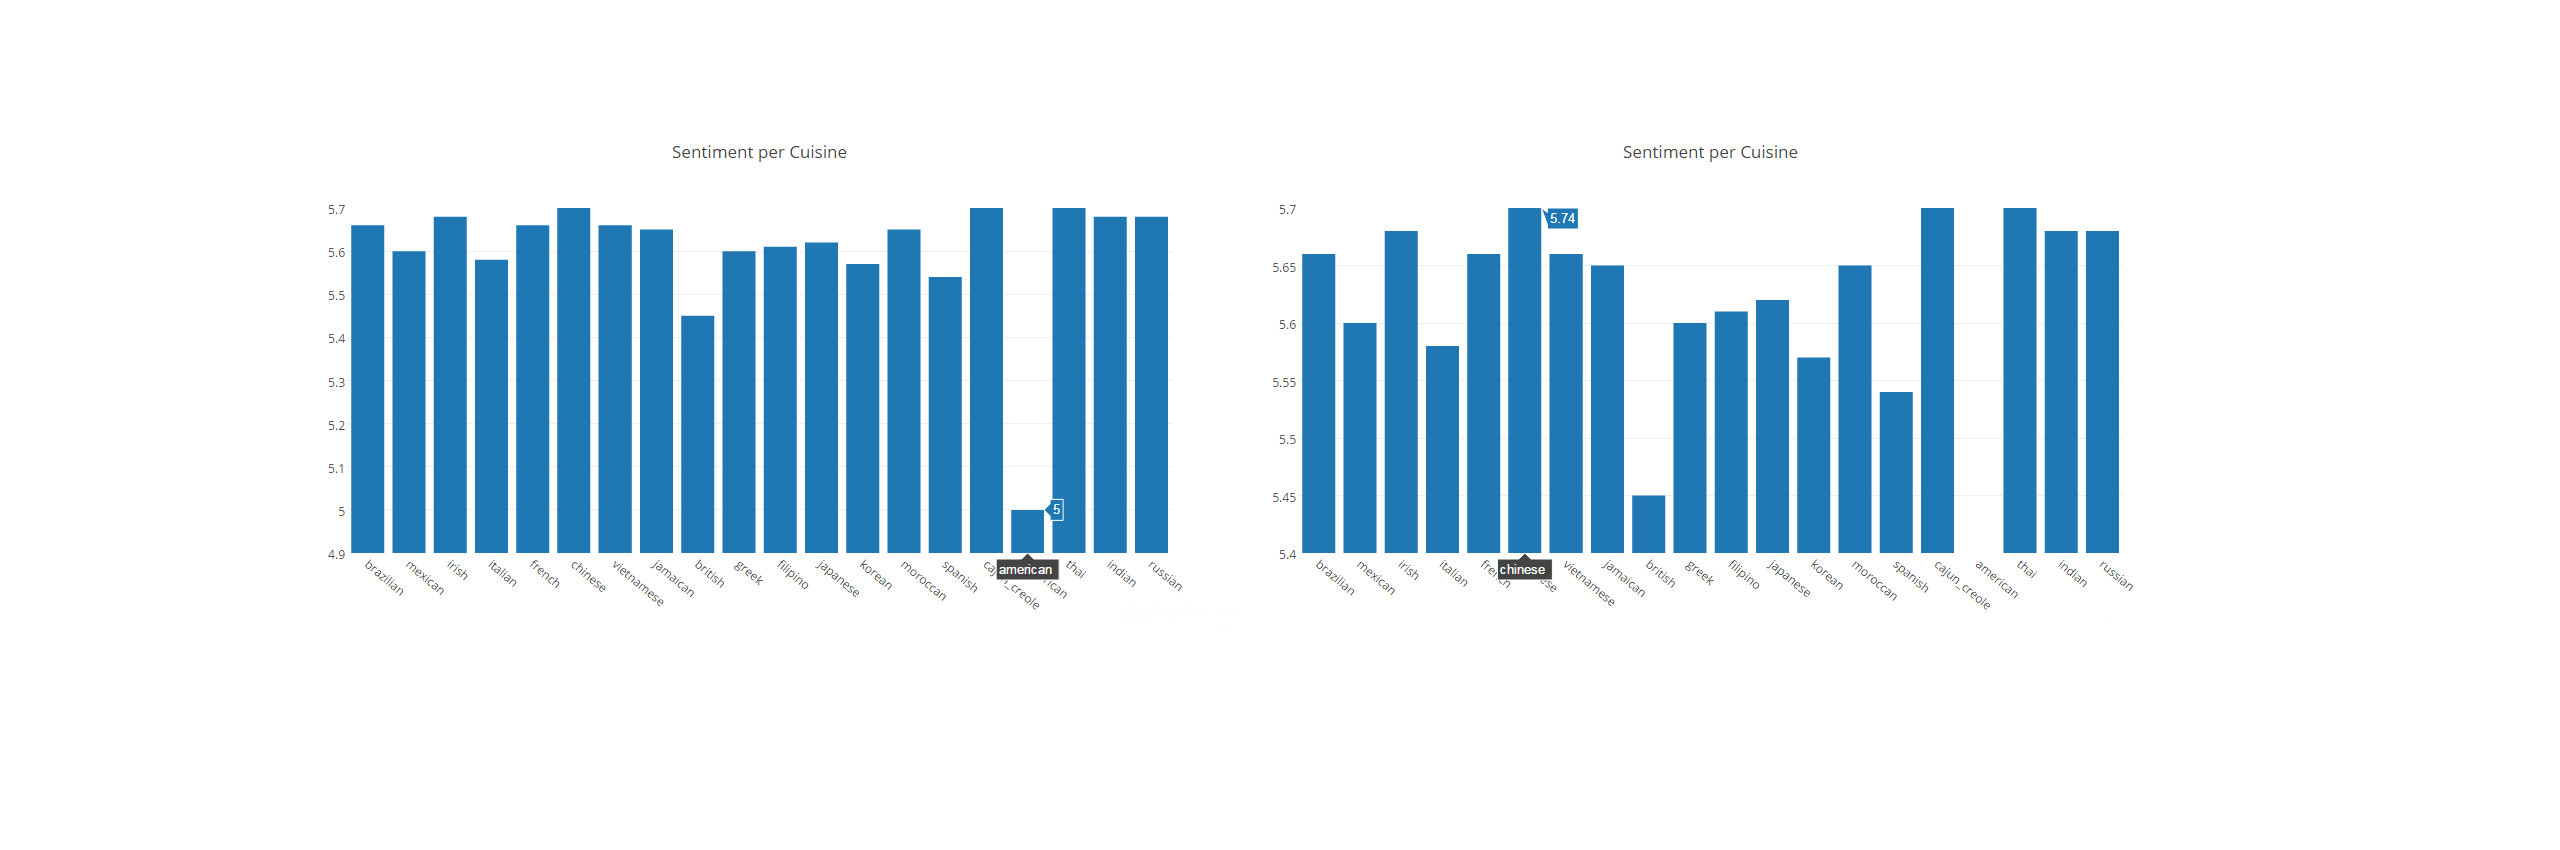 Sentiment per Cuisine
5.7
5.6
5.5
5.4
5.3
5.2
5.1
5
4.9
5
american
brazilian
mexican
irish
italian
french
chinese
vietnamese
jamaican
british
greek
filipino
japanese
korean
moroccan
spanish
thai
indian
russian
Sentiment per Cuisine
5.7
5.65
5.6
5.55
5.5
5.45
5.4
5.74
chinese
brazilian
mexican
irish
italian
vietnamese
jamaican
british
greek
filipino
japanese
korean
moroccan
spanish
cajun_creole
american
thai
indian
russian